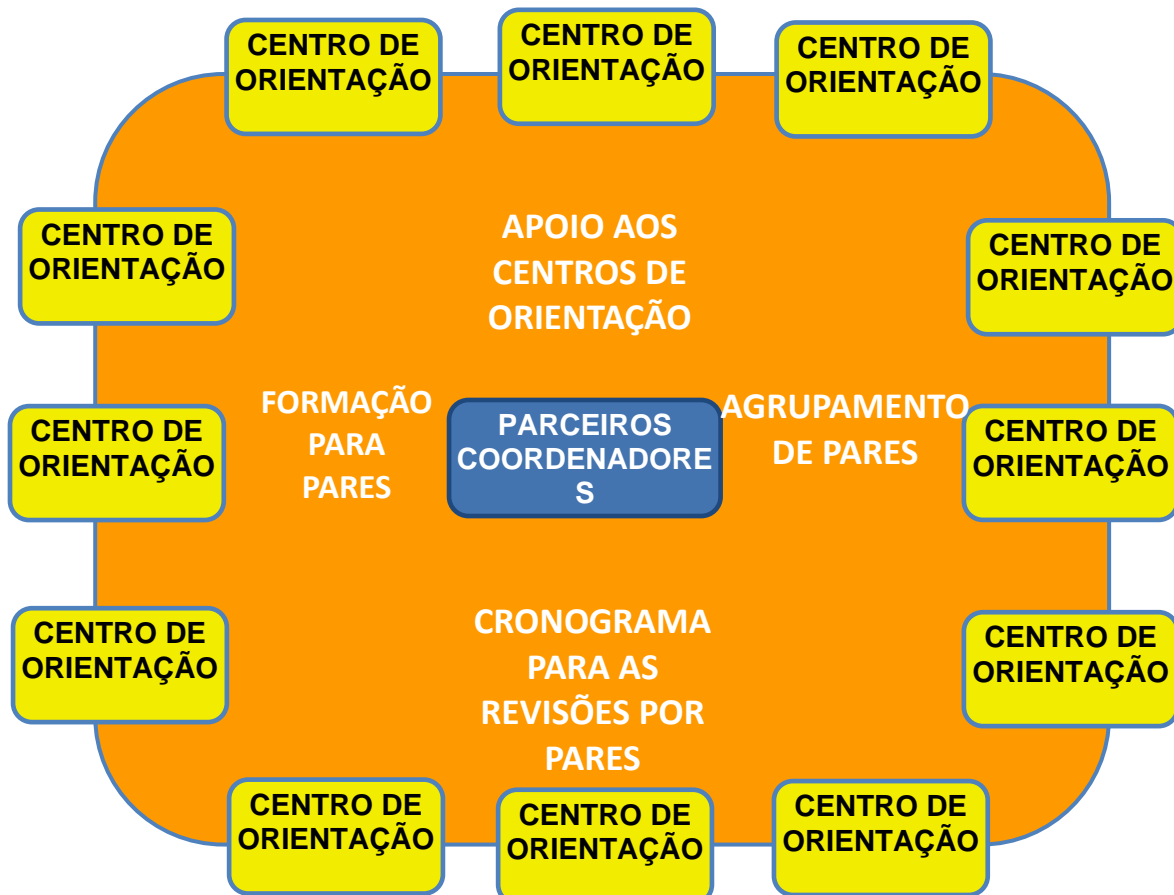 CENTRO DE
ORIENTAÇÃO
CENTRO DE
ORIENTAÇÃO
CENTRO DE
ORIENTAÇÃO
CENTRO DE
ORIENTAÇÃO
APOIO AOS
CENTROS DE
ORIENTAÇÃO
CENTRO DE
ORIENTAÇÃO
CENTRO DE
ORIENTAÇÃO
FORMAÇÃO
PARA
PARES
PARCEIROS
COORDENADORE
S
AGRUPAMENTO
DE PARES
CENTRO DE
ORIENTAÇÃO
CENTRO DE
ORIENTAÇÃO
CRONOGRAMA
PARA AS
REVISÕES POR
PARES
CENTRO DE
ORIENTAÇÃO
CENTRO DE
ORIENTAÇÃO
CENTRO DE
ORIENTAÇÃO
CENTRO DE
ORIENTAÇÃO